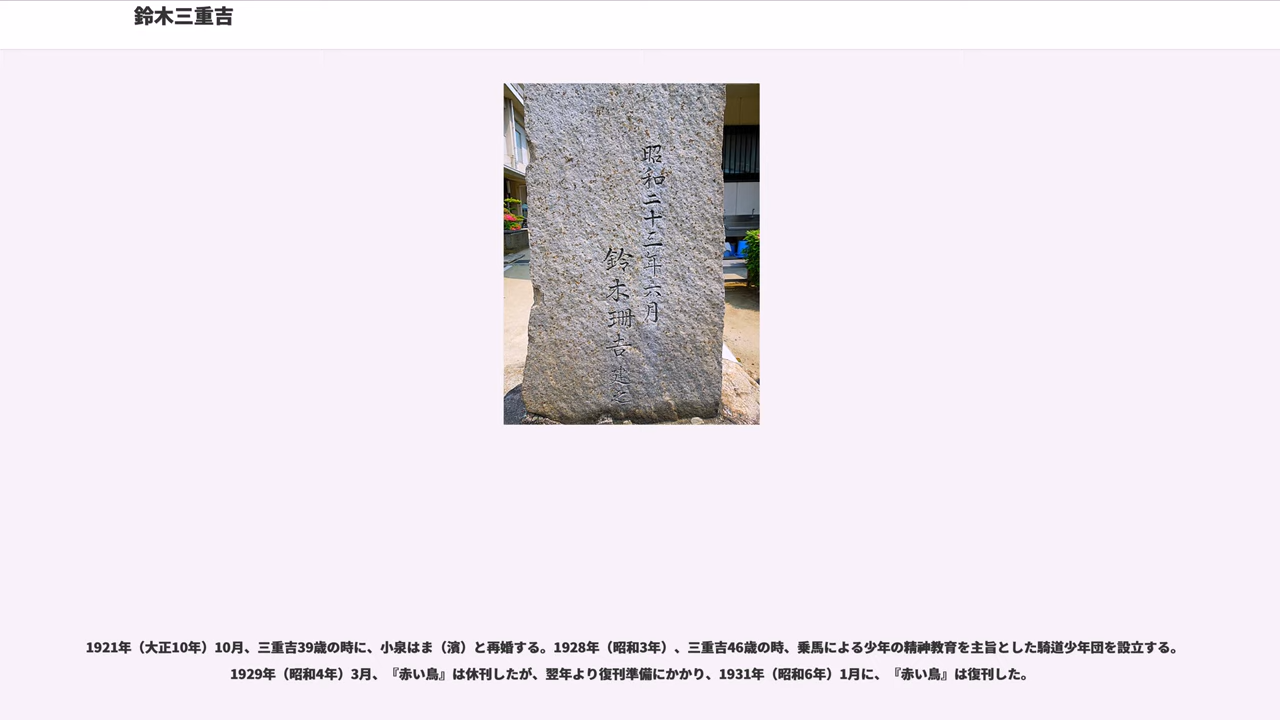 鈴木三重吉
昭和二十二年六月
鈴木珊吉建之
1921年（大正10年）10月、三重吉39歳の時に、小泉はま（濱）と再婚する。1928年（昭和3年）、三重吉46歳の時、乗馬による少年の精神教育を主旨とした騎道少年団を設立する。
1929年（昭和4年）3月、『赤い鳥』は休刊したが、翌年より復刊準備にかかり、1931年（昭和6年）1月に、『赤い鳥』は復刊した。